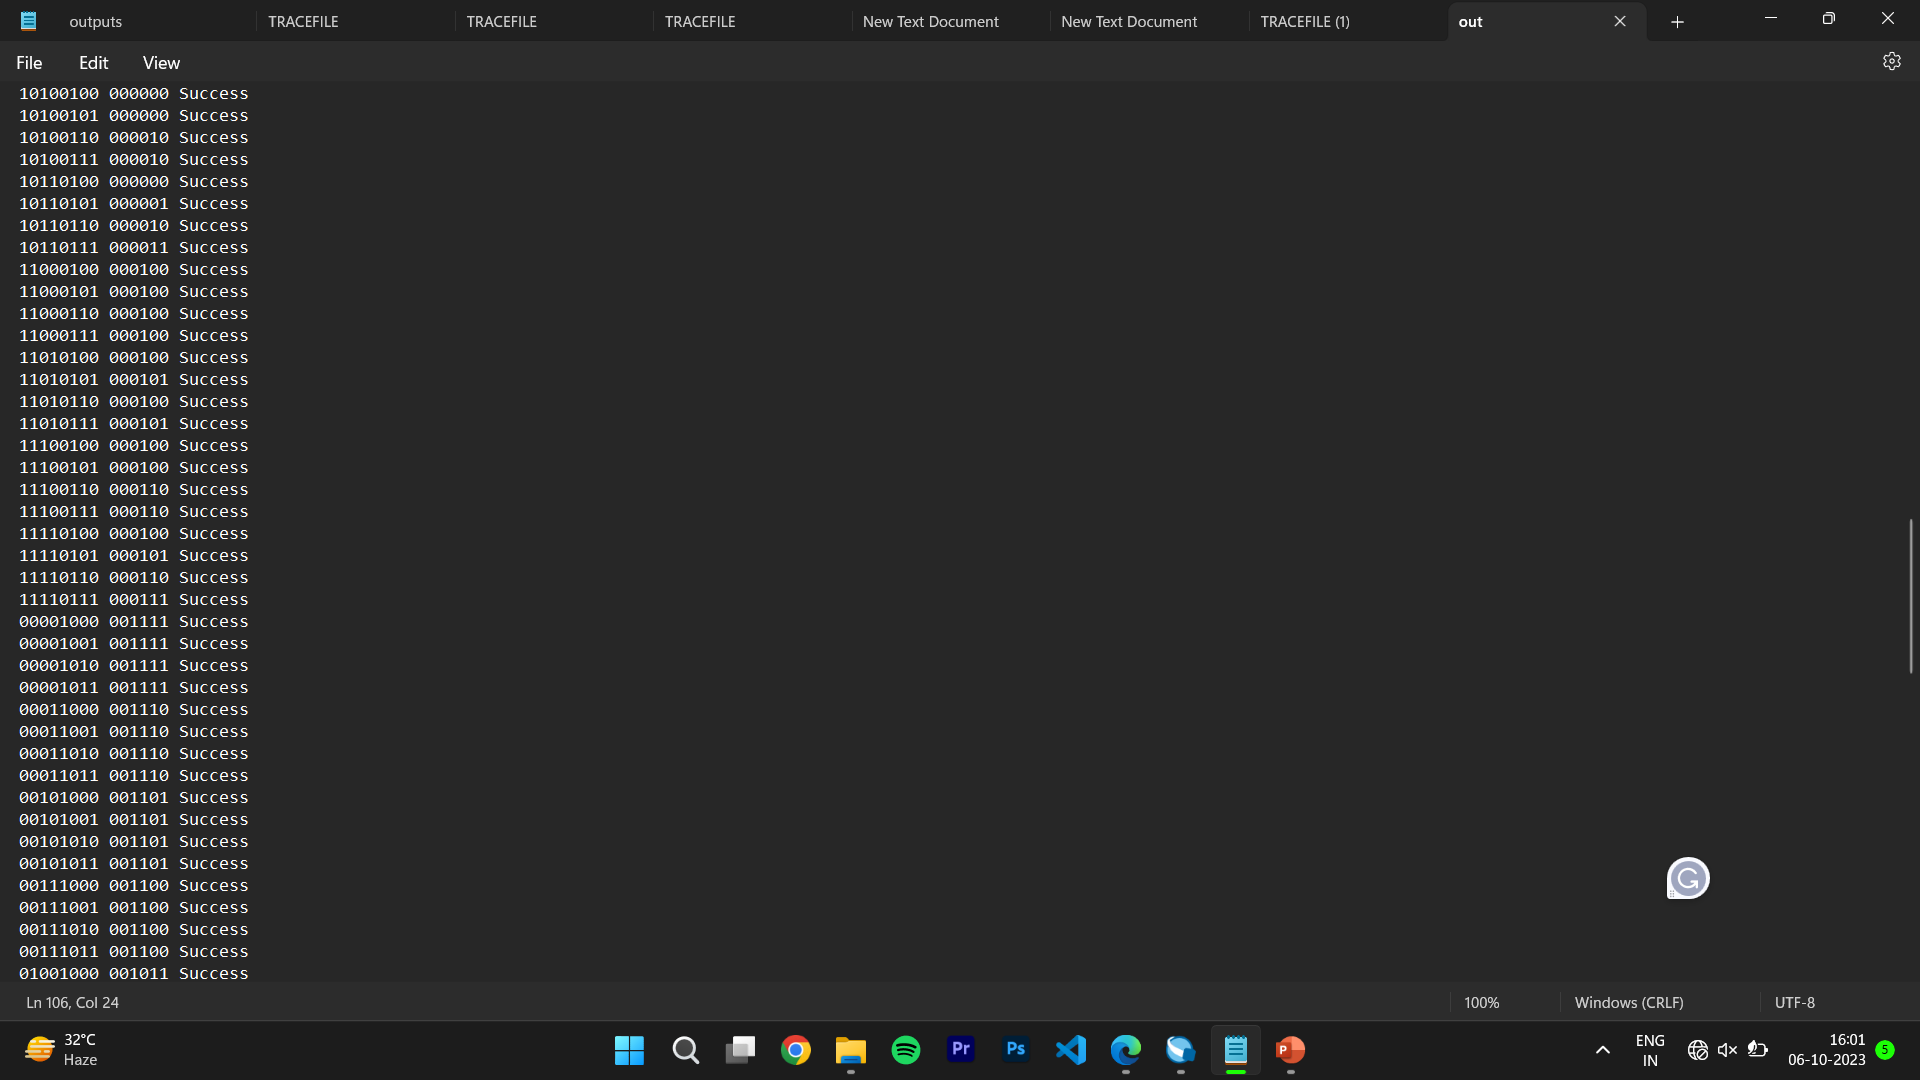 outputs
TRACEFILE
TRACEFILE
TRACEFILE
New Text Document
New Text Document
TRACEFILE (1)
out
File
Edit
View
10100100 000000 Success
10100101 000000 Success
10100110 000010 Success
10100111 000010 Success
10110100 000000 Success
10110101 000001 Success
10110110 000010 Success
10110111 000011 Success
11000100 000100 Success
11000101 000100 Success
11000110 000100 Success
11000111 000100 Success
11010100 000100 Success
11010101 000101 Success
11010110 000100 Success
11010111 000101 Success
11100100 000100 Success
11100101 000100 Success
11100110 000110 Success
11100111 000110 Success
11110100 000100 Success
11110101 000101 Success
11110110 000110 Success
11110111 000111 Success
00001000 001111 Success
00001001 001111 Success
00001010 001111 Success
00001011 001111 Success
00011000 001110 Success
00011001 001110 Success
00011010 001110 Success
00011011 001110 Success
00101000 001101 Success
00101001 001101 Success
00101010 001101 Success
00101011 001101 Success
00111000 001100 Success
00111001 001100 Success
00111010 001100 Success
00111011 001100 Success
01001000 001011 Success
Ln 106, Col 24
100%
Windows (CRLF)
UTF-8
32°C
Haze
Pr
Ps
P
ENG
IN
16:01
06-10-2023
5